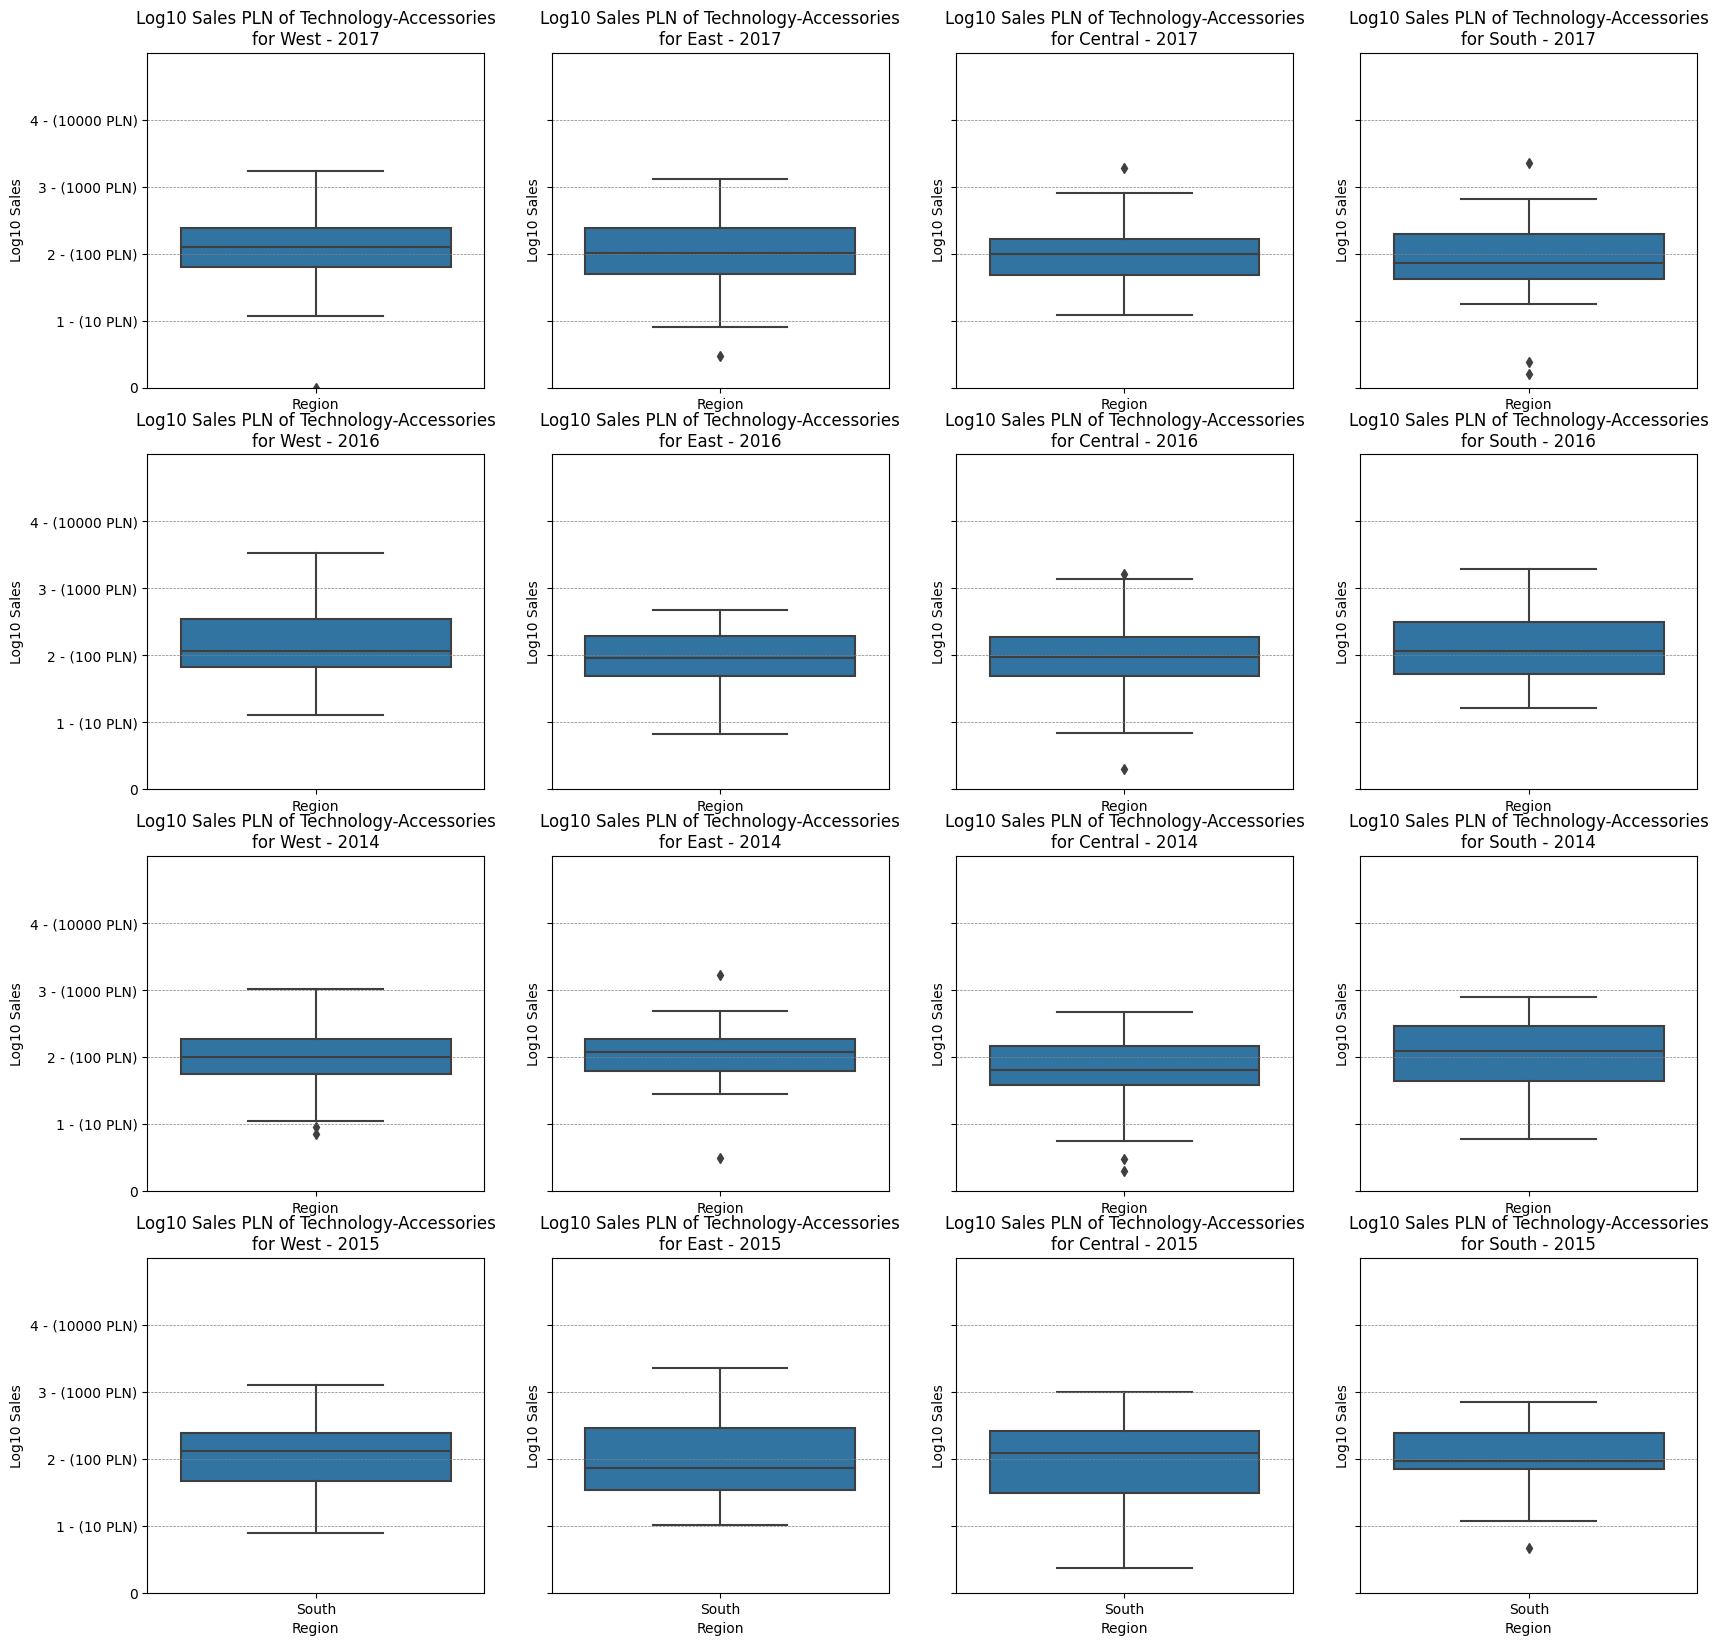 Log10 Sales PLN of Technology-Accessories
for West - 2017
Log10 Sales PLN of Technology-Accessories
for East - 2017
Log10 Sales PLN of Technology-Accessories
for Central - 2017
Log10 Sales PLN of Technology-Accessories
for South - 2017
4 - (10000 PLN)
3 - (1000 PLN)
2 - (100 PLN)
1 - (10 PLN)
0
Log10 Sales
Log10 Sales
Log10 Sales
Log10 Sales
Region
Region
Region
Region
Log10 Sales PLN of Technology-Accessories
for West - 2016
Log10 Sales PLN of Technology-Accessories
for East - 2016
Log10 Sales PLN of Technology-Accessories
for Central - 2016
Log10 Sales PLN of Technology-Accessories
for South - 2016
4 - (10000 PLN)
3 - (1000 PLN)
2 - (100 PLN)
1 - (10 PLN)
0
Log10 Sales
Log10 Sales
Log10 Sales
Log10 Sales
Region
Region
Region
Region
Log10 Sales PLN of Technology-Accessories
for West - 2014
Log10 Sales PLN of Technology-Accessories
for East - 2014
Log10 Sales PLN of Technology-Accessories
for Central - 2014
Log10 Sales PLN of Technology-Accessories
for South - 2014
4 - (10000 PLN)
3 - (1000 PLN)
2 - (100 PLN)
1 - (10 PLN)
0
Log10 Sales
Log10 Sales
Log10 Sales
Log10 Sales
Region
Region
Region
Region
Log10 Sales PLN of Technology-Accessories
for West - 2015
Log10 Sales PLN of Technology-Accessories
for East - 2015
Log10 Sales PLN of Technology-Accessories
for Central - 2015
Log10 Sales PLN of Technology-Accessories
for South - 2015
4 - (10000 PLN)
3 - (1000 PLN)
2 - (100 PLN)
1 - (10 PLN)
0
Log10 Sales
Log10 Sales
Log10 Sales
Log10 Sales
South
Region
South
Region
South
Region
South
Region